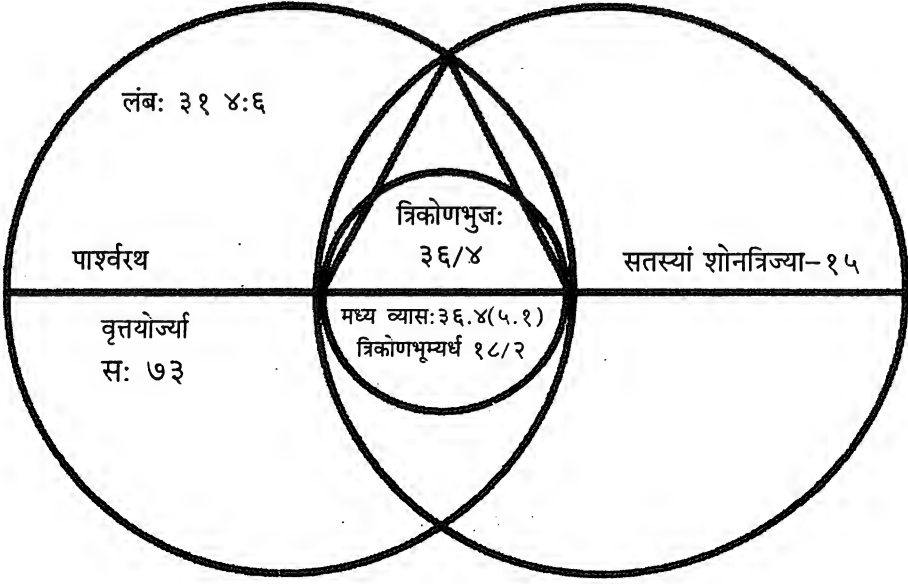 लंबः ३१ ४:६
त्रिकोणभुजः
३६/४
पार्श्वरथ
सतस्यां शोनत्रिज्या-१५
वृत्तयोर्ज्या
सः ७३
मध्य व्यासः३६.४(५.१)
त्रिकोणभूम्यर्ध १८/२